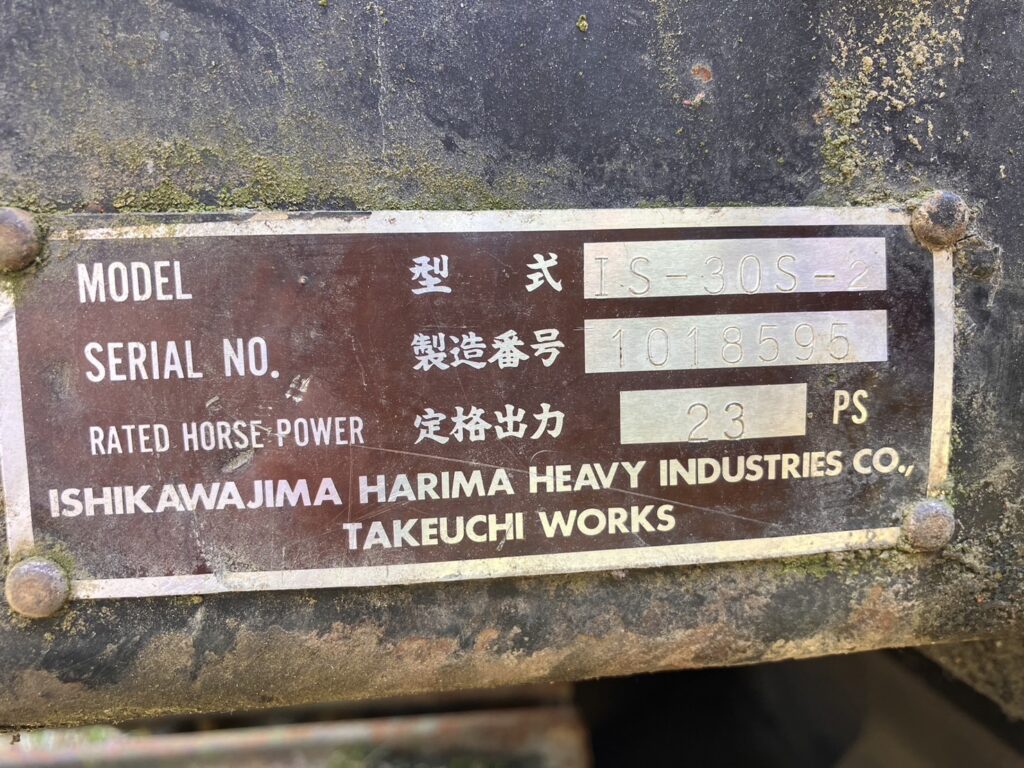 MODEL 型式 IS-30S-2
SERIAL NO. 製造番号 1018595
RATED HORSE POWER 定格出力 23 PS
ISHIKAWAJIMA HARIMA HEAVY INDUSTRIES CO.,
TAKEUCHI WORKS